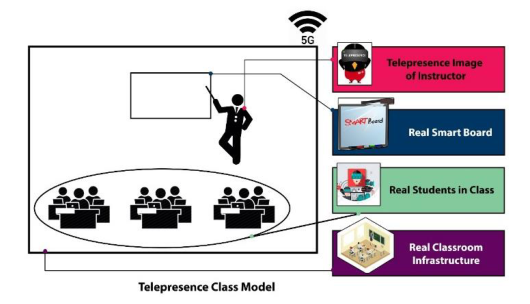 5G
Telepresence Image
of Instructor
SMART Board
Real Smart Board
Real Students in Class
Real Classroom
Infrastructure
Telepresence Class Model